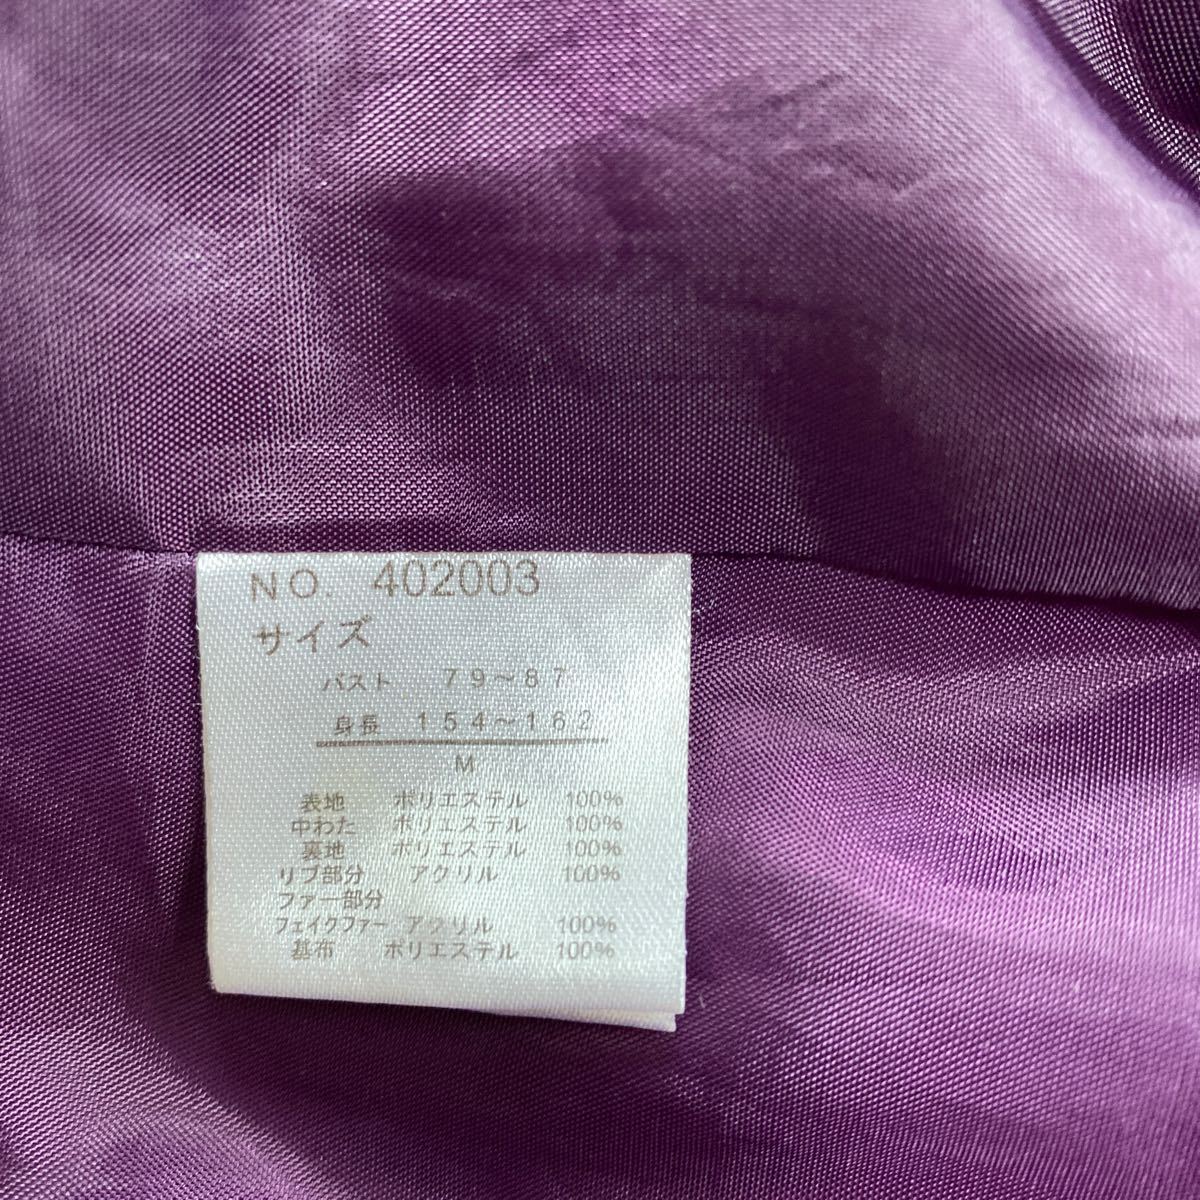 NO. 402003
サイズ
バスト 79~87
身長 154~162
M
表地 ポリエステル 100%
中わた ポリエステル 100%
裏地 ポリエステル 100%
リブ部分 アクリル 100%
ファー部分
フェイクファー アクリル 100%
基布 ポリエステル 100%